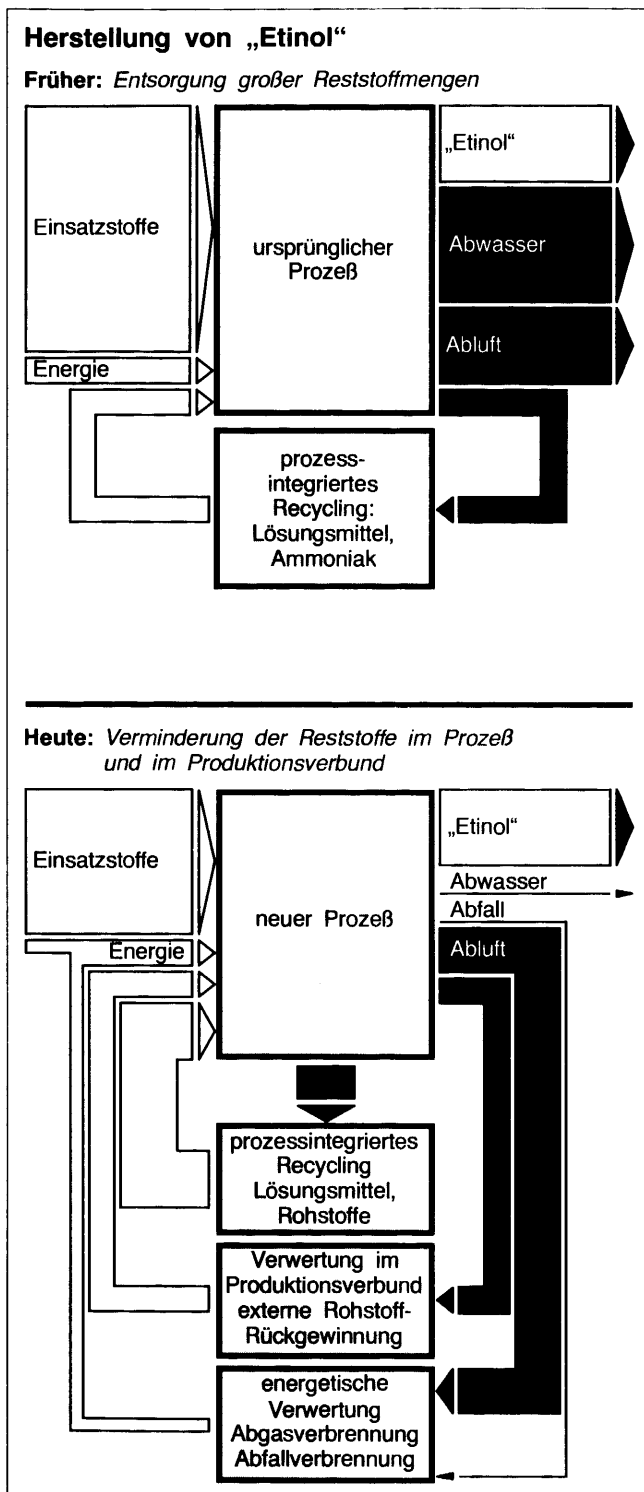 Herstellung von „Etinol“
Früher: Entsorgung großer Reststoffmengen
Einsatzstoffe
Energie
ursprünglicher
Prozeß
„Etinol“
Abwasser
Abluft
prozess-
integriertes
Recycling:
Lösungsmittel,
Ammoniak
Heute: Verminderung der Reststoffe im Prozeß
und im Produktionsverbund
Einsatzstoffe
Energie
neuer Prozeß
„Etinol“
Abwasser
Abfall
Abluft
prozessintegriertes
Recycling
Lösungsmittel,
Rohstoffe
Verwertung im
Produktionsverbund
externe Rohstoff-
Rückgewinnung
energetische
Verwertung
Abgasverbrennung
Abfallverbrennung